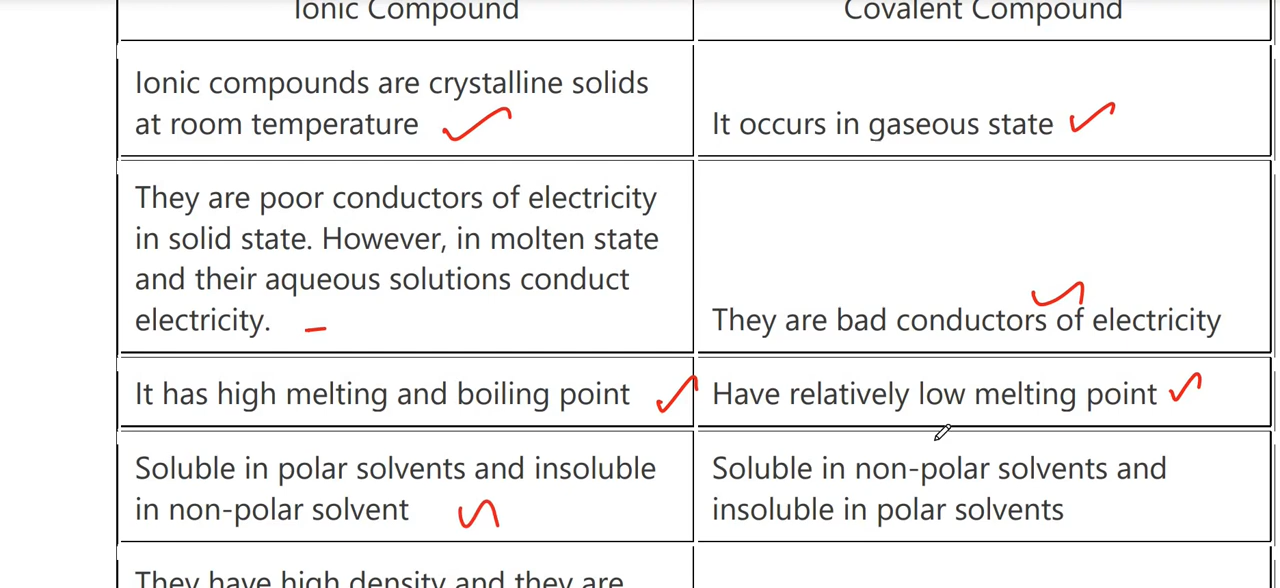 Ionic Compound
Covalent Compound
Ionic compounds are crystalline solids
at room temperature
It occurs in gaseous state
They are poor conductors of electricity
in solid state. However, in molten state
and their aqueous solutions conduct
electricity.
They are bad conductors of electricity
It has high melting and boiling point
Have relatively low melting point
Soluble in polar solvents and insoluble
in non-polar solvent
Soluble in non-polar solvents and
insoluble in polar solvents
They have high density and they are